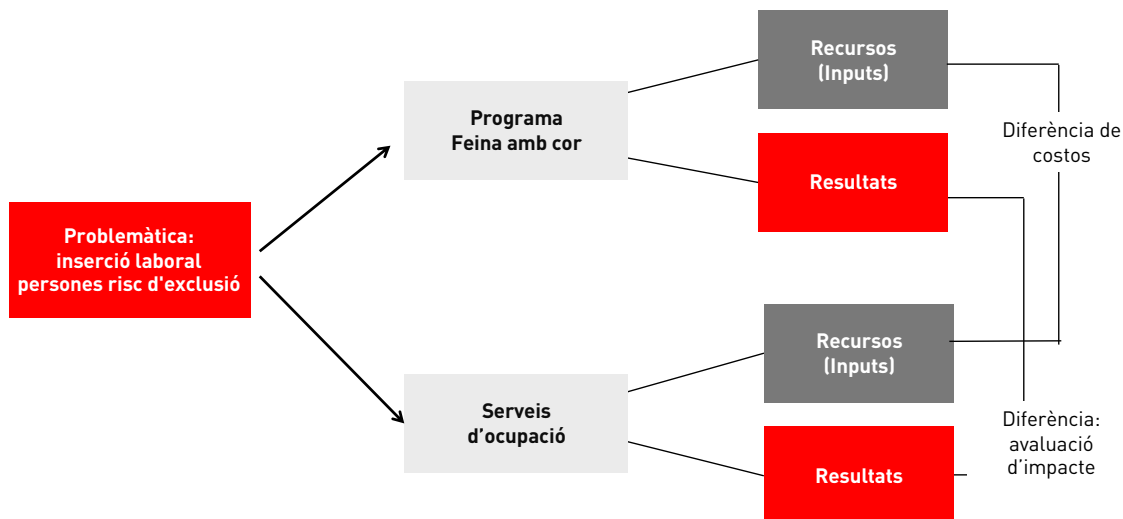 Problemàtica:
inserció laboral
persones risc d'exclusió
Programa
Feina amb cor
Recursos
(Inputs)
Resultats
Diferència de
costos
Serveis
d’ocupació
Recursos
(Inputs)
Resultats
Diferència:
avaluació
d’impacte